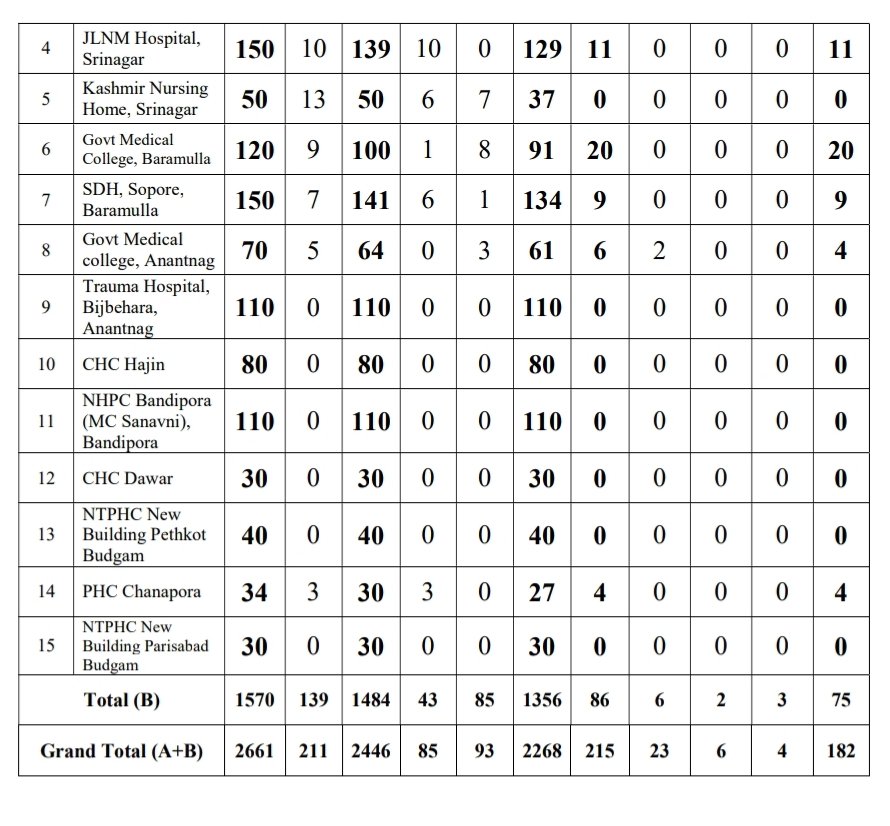 4 JLNM Hospital, Srinagar 150 10 139 10 0 129 11 0 0 0 11
5 Kashmir Nursing Home, Srinagar 50 13 50 6 7 37 0 0 0 0 0
6 Govt Medical College, Baramulla 120 9 100 1 8 91 20 0 0 0 20
7 SDH, Sopore, Baramulla 150 7 141 6 1 134 9 0 0 0 9
8 Govt Medical college, Anantnag 70 5 64 0 3 61 6 2 0 0 4
9 Trauma Hospital, Bijbehara, Anantnag 110 0 110 0 0 110 0 0 0 0 0
10 CHC Hajin 80 0 80 0 0 80 0 0 0 0 0
11 NHPC Bandipora (MC Sanavni), Bandipora 110 0 110 0 0 110 0 0 0 0 0
12 CHC Dawar 30 0 30 0 0 30 0 0 0 0 0
13 NTPHC New Building Pethkot Budgam 40 0 40 0 0 40 0 0 0 0 0
14 PHC Chanapora 34 3 30 3 0 27 4 0 0 0 4
15 NTPHC New Building Parisabad Budgam 30 0 30 0 0 30 0 0 0 0 0
Total (B) 1570 139 1484 43 85 1356 86 6 2 3 75
Grand Total (A+B) 2661 211 2446 85 93 2268 215 23 6 4 182